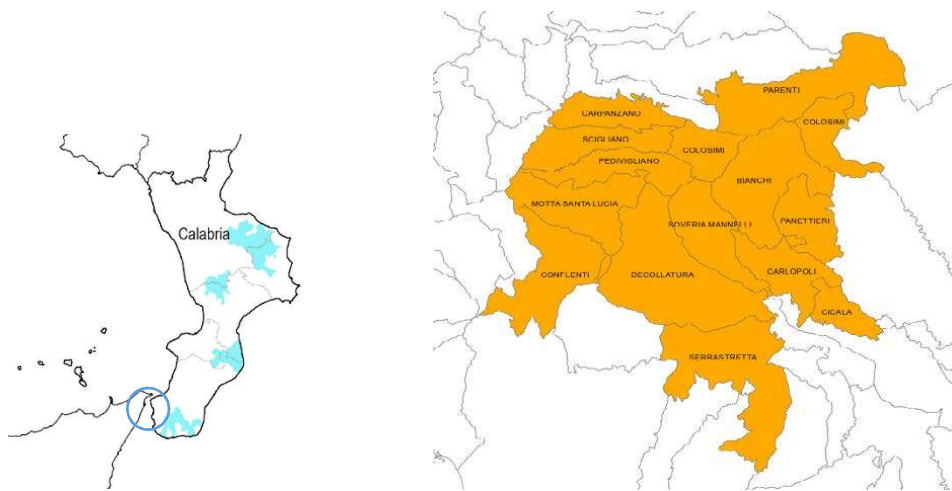 Calabria
PARENTI
CARPANZANO
COLOSIMI
SCIGLIANO
COLOSIMI
PEDIVIGLIANO
BIANCHI
MOTTA SANTA LUCIA
PANETTIERI
SOVERIA MANNELLI
CONFLENTI
DECOLLATURA
CARLOPOLI
CICALA
SERRASTRETTA